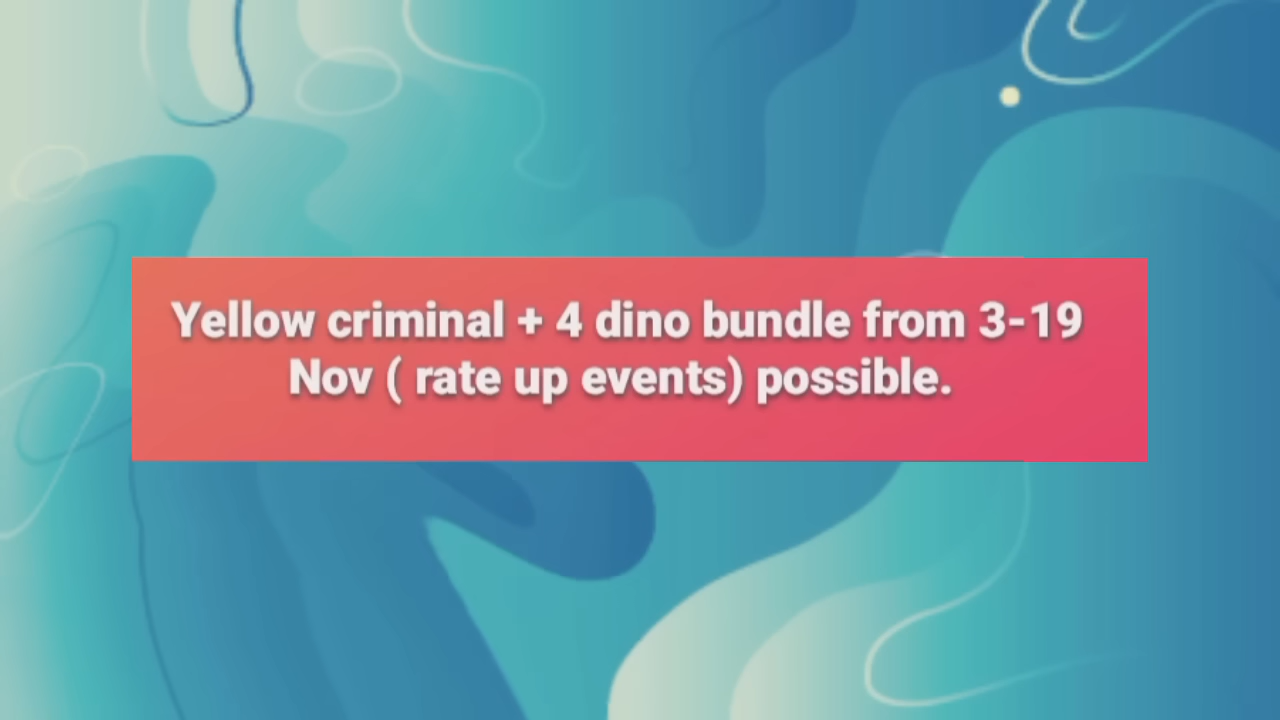 Yellow criminal + 4 dino bundle from 3-19
Nov ( rate up events) possible.